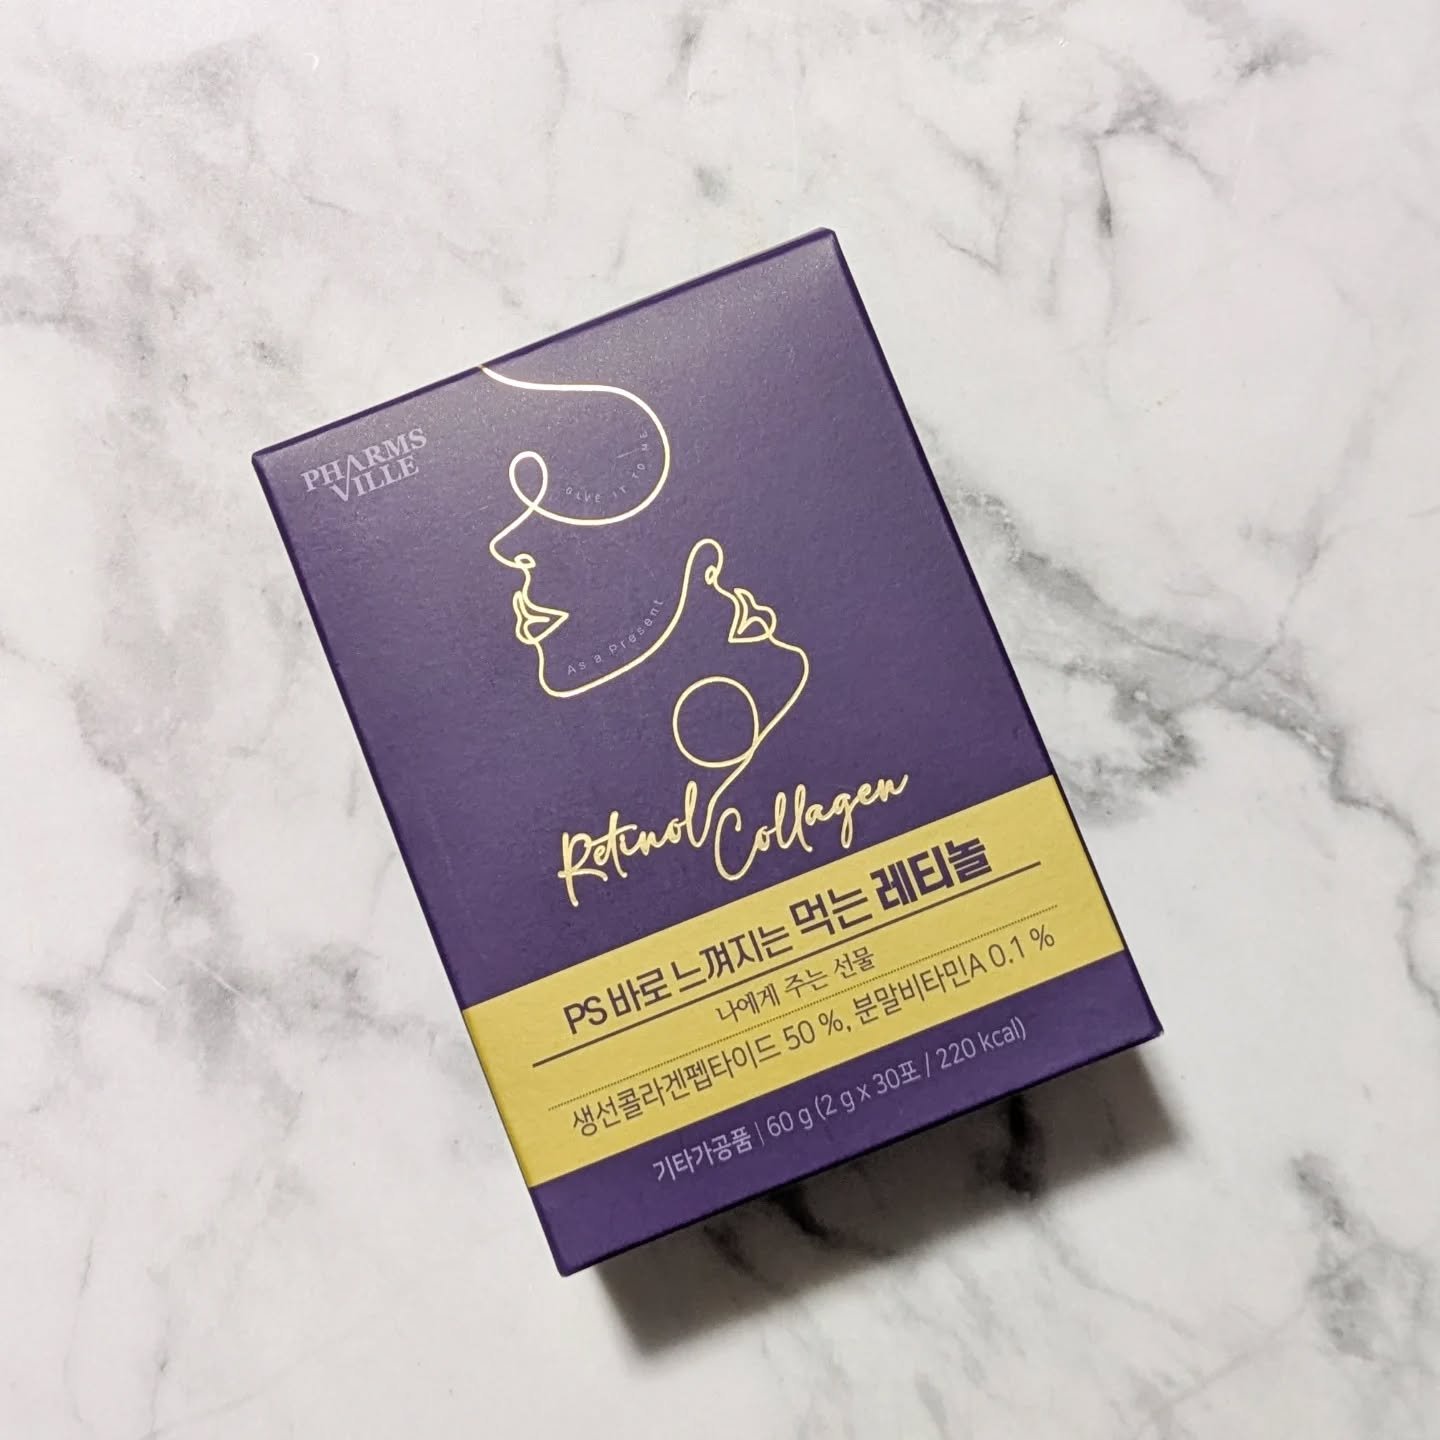 PHARMS
VILLE
GIVE IT TO ME
As a Present
Retinol Collagen
PS 바로 느껴지는 먹는 레티놀
나에게 주는 선물
생선콜라겐펩타이드 50 %, 분말비타민A 0.1 %
기타가공품 | 60 g (2 g x 30포 / 220 kcal)